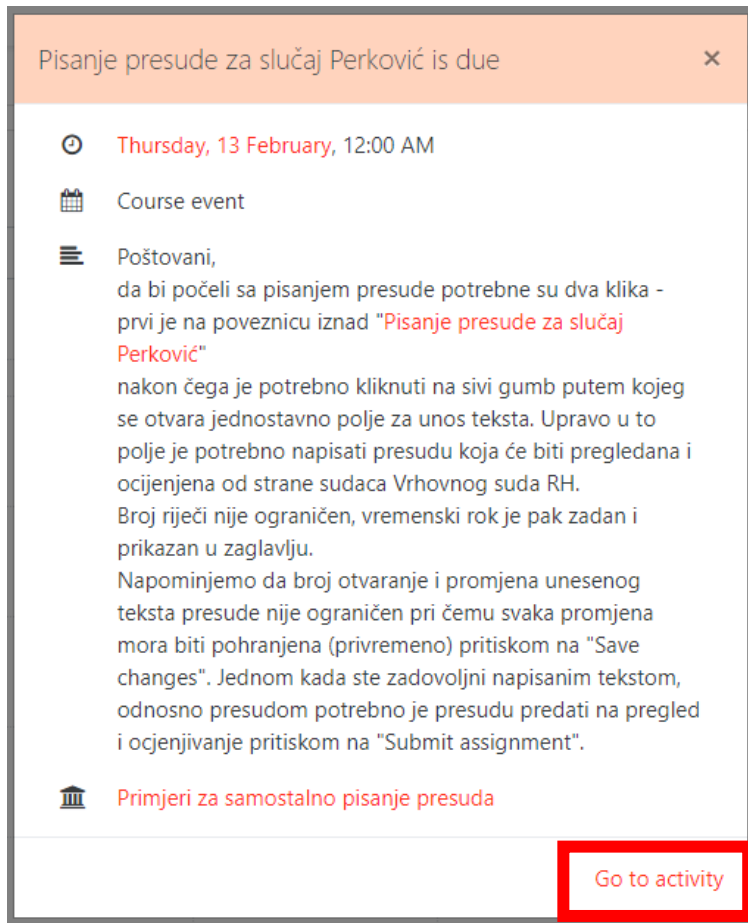 Pisanje presude za slučaj Perković is due ×
Thursday, 13 February, 12:00 AM
Course event
Poštovani,
da bi počeli sa pisanjem presude potrebne su dva klika -
prvi je na poveznicu iznad "Pisanje presude za slučaj
Perković"
nakon čega je potrebno kliknuti na sivi gumb putem kojeg
se otvara jednostavno polje za unos teksta. Upravo u to
polje je potrebno napisati presudu koja će biti pregledana i
ocijenjena od strane sudaca Vrhovnog suda RH.
Broj riječi nije ograničen, vremenski rok je pak zadan i
prikazan u zaglavlju.
Napominjemo da broj otvaranje i promjena unesenog
teksta presude nije ograničen pri čemu svaka promjena
mora biti pohranjena (privremeno) pritiskom na "Save
changes". Jednom kada ste zadovoljni napisanim tekstom,
odnosno presudom potrebno je presudu predati na pregled
i ocjenjivanje pritiskom na "Submit assignment".
Primjeri za samostalno pisanje presuda
Go to activity